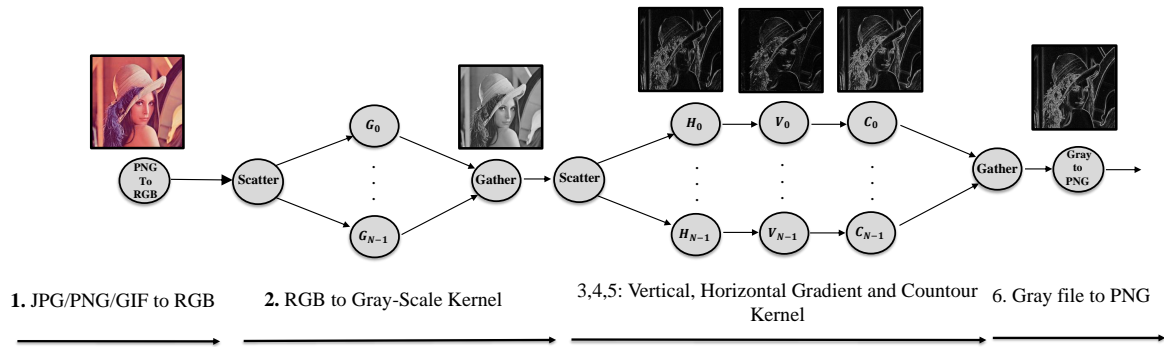 PNG
To
RGB
Scatter
G₀
.
.
.
G_{N-1}
Gather
Scatter
H₀
V₀
C₀
.
.
.
.
.
.
.
.
.
H_{N-1}
V_{N-1}
C_{N-1}
Gather
Gray
to
PNG
1. JPG/PNG/GIF to RGB
2. RGB to Gray-Scale Kernel
3,4,5: Vertical, Horizontal Gradient and Countour
Kernel
6. Gray file to PNG